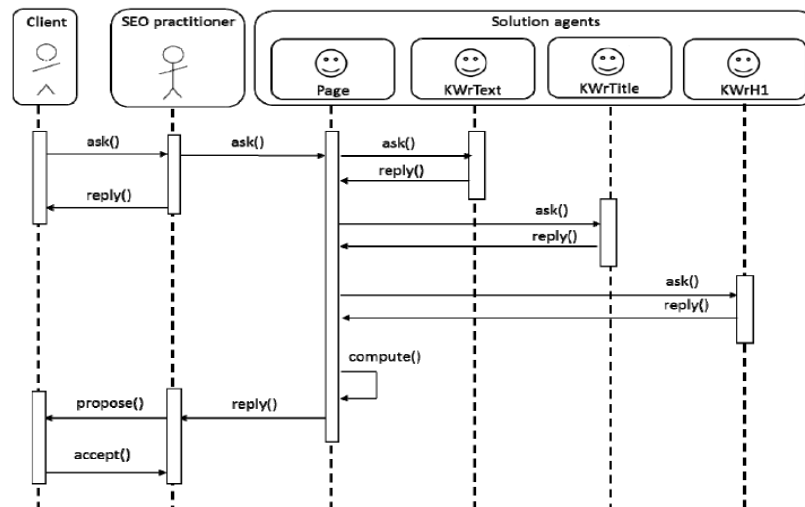 Client
SEO practitioner
Solution agents
Page
KWrText
KWrTitle
KWrH1
ask()
ask()
ask()
reply()
reply()
ask()
reply()
ask()
reply()
compute()
propose()
reply()
accept()